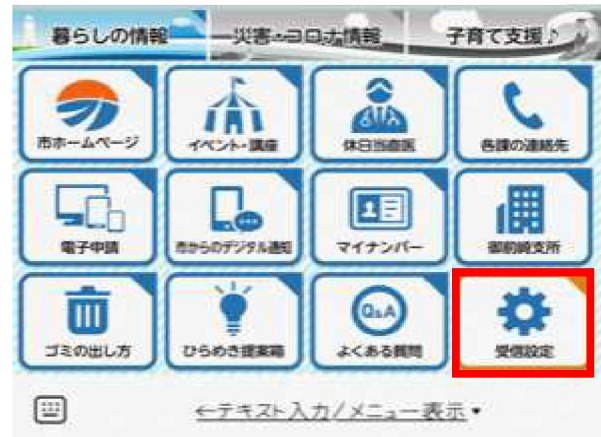 暮らしの情報 災害・コロナ情報 子育て支援♪
市ホームページ イベント・講座 休日当直医 各課の連絡先
電子申請 市からのデジタル通知 マイナンバー 御前崎支所
ゴミの出し方 ひらめき提案箱 Q&A よくある質問 受信設定
←テキスト入力/メニュー表示▼